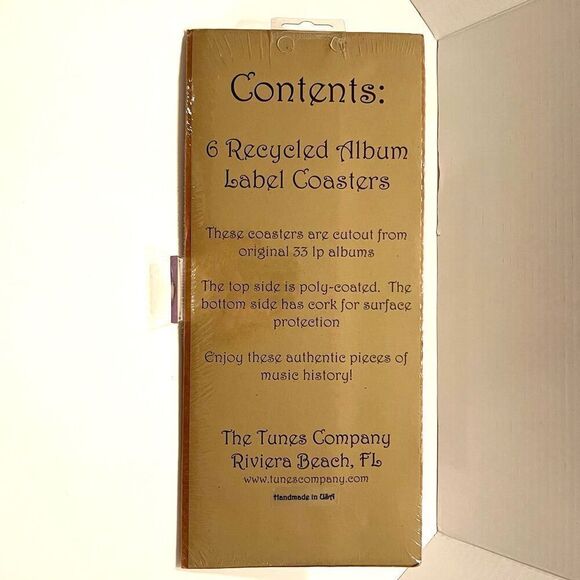 Contents:
6 Recycled Album
Label Coasters
These coasters are cutout from
original 33 lp albums
The top side is poly-coated. The
bottom side has cork for surface
protection
Enjoy these authentic pieces of
music history!
The Tunes Company
Riviera Beach, FL
www.tunescompany.com
Handmade in USA